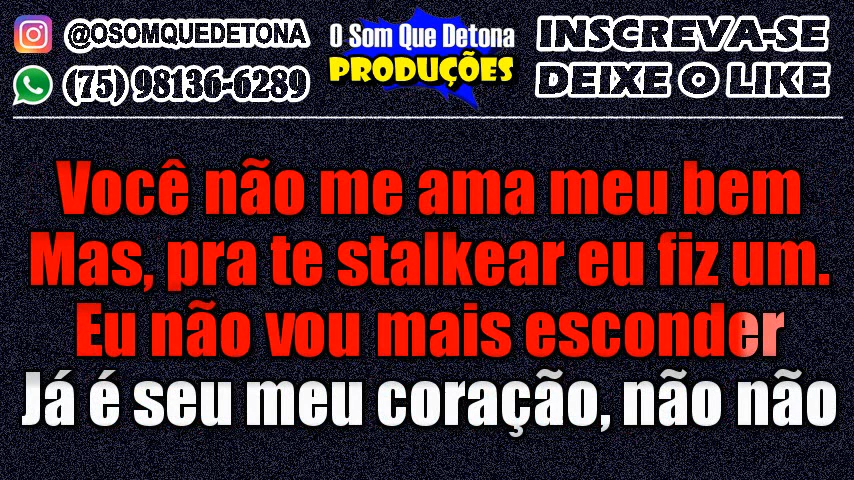 @OSOMQUEDETONA
(75) 98136-6289
O Som Que Detona
PRODUÇÕES
INSCREVA-SE
DEIXE O LIKE
Você não me ama meu bem
Mas, pra te stalkear eu fiz um.
Eu não vou mais esconder
Já é seu meu coração, não não